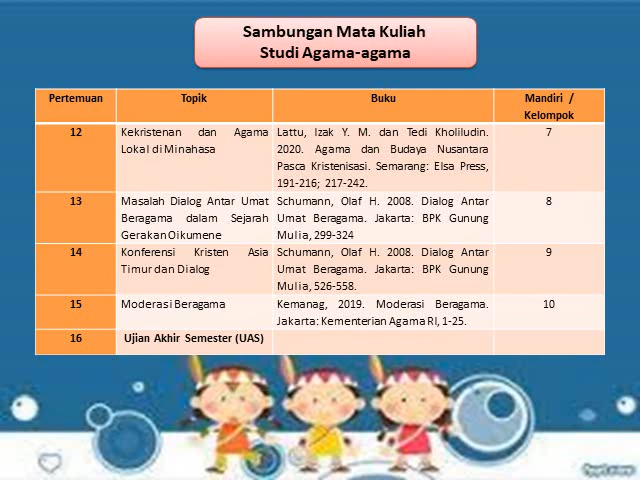 Sambungan Mata Kuliah
Studi Agama-agama
Pertemuan Topik Buku Mandiri / Kelompok
12 Kekristenan dan Agama Lokal di Minahasa Lattu, Izak Y. M. dan Tedi Kholiludin. 2020. Agama dan Budaya Nusantara Pasca Kristenisasi. Semarang: Elsa Press, 191-216; 217-242. 7
13 Masalah Dialog Antar Umat Beragama dalam Sejarah Gerakan Oikumene Schumann, Olaf H. 2008. Dialog Antar Umat Beragama. Jakarta: BPK Gunung Mulia, 299-324 8
14 Konferensi Kristen Asia Timur dan Dialog Schumann, Olaf H. 2008. Dialog Antar Umat Beragama. Jakarta: BPK Gunung Mulia, 526-558. 9
15 Moderasi Beragama Kemanag, 2019. Moderasi Beragama. Jakarta: Kementerian Agama RI, 1-25. 10
16 Ujian Akhir Semester (UAS)